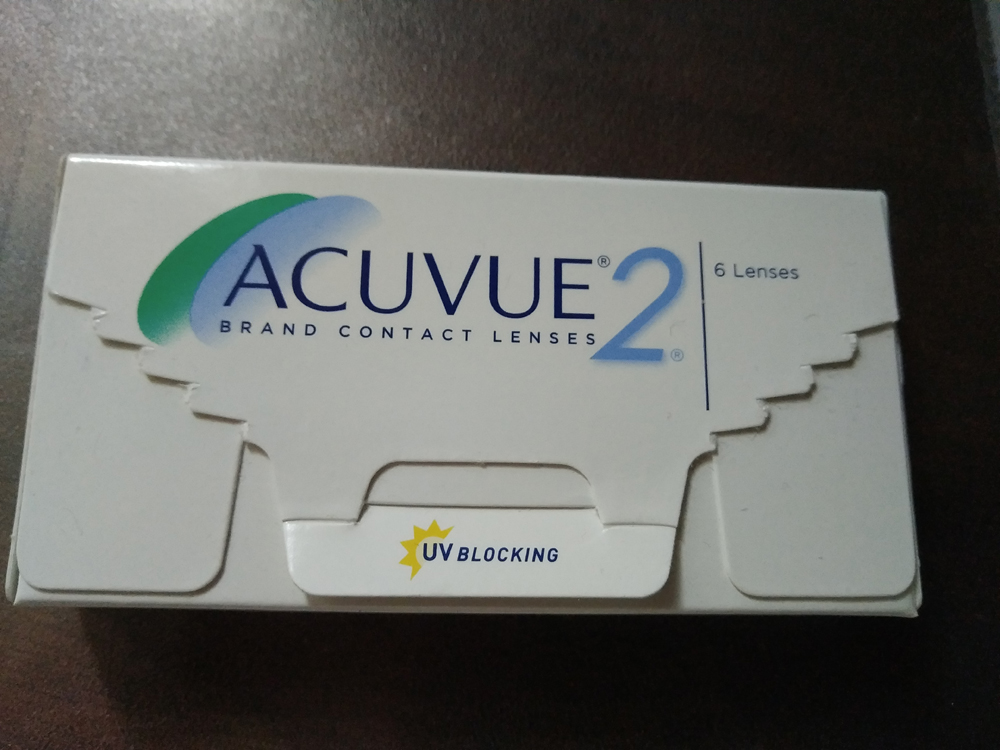 ACUVUE® 2®
BRAND CONTACT LENSES
6 Lenses
UV BLOCKING